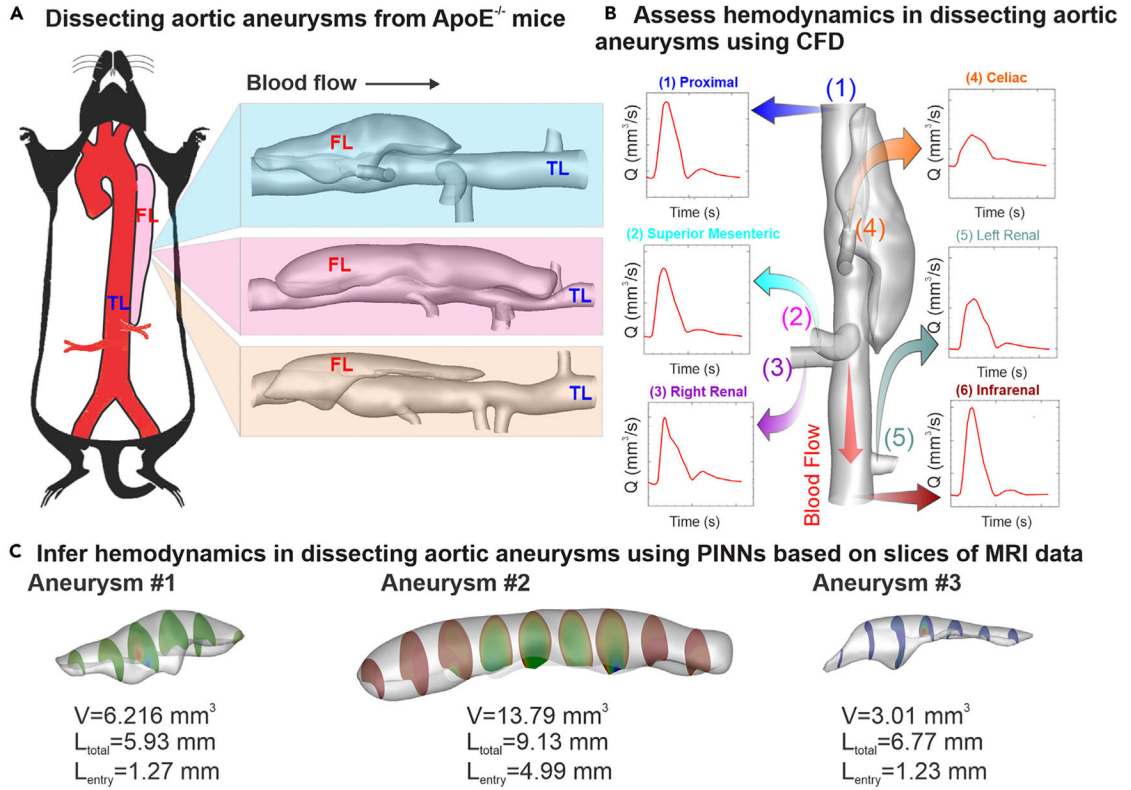 A Dissecting aortic aneurysms from ApoE⁻/⁻ mice
Blood flow
FL
TL
FL
TL
FL
TL
FL
TL
B Assess hemodynamics in dissecting aortic
aneurysms using CFD
(1) Proximal
Q (mm³/s)
Time (s)
(2) Superior Mesenteric
Q (mm³/s)
Time (s)
(3) Right Renal
Q (mm³/s)
Time (s)
(1)
(4)
(2)
(3)
(5)
Blood Flow
(4) Celiac
Q (mm³/s)
Time (s)
(5) Left Renal
Q (mm³/s)
Time (s)
(6) Infrarenal
Q (mm³/s)
Time (s)
C Infer hemodynamics in dissecting aortic aneurysms using PINNs based on slices of MRI data
Aneurysm #1
V=6.216 mm³
Ltotal=5.93 mm
Lentry=1.27 mm
Aneurysm #2
V=13.79 mm³
Ltotal=9.13 mm
Lentry=4.99 mm
Aneurysm #3
V=3.01 mm³
Ltotal=6.77 mm
Lentry=1.23 mm